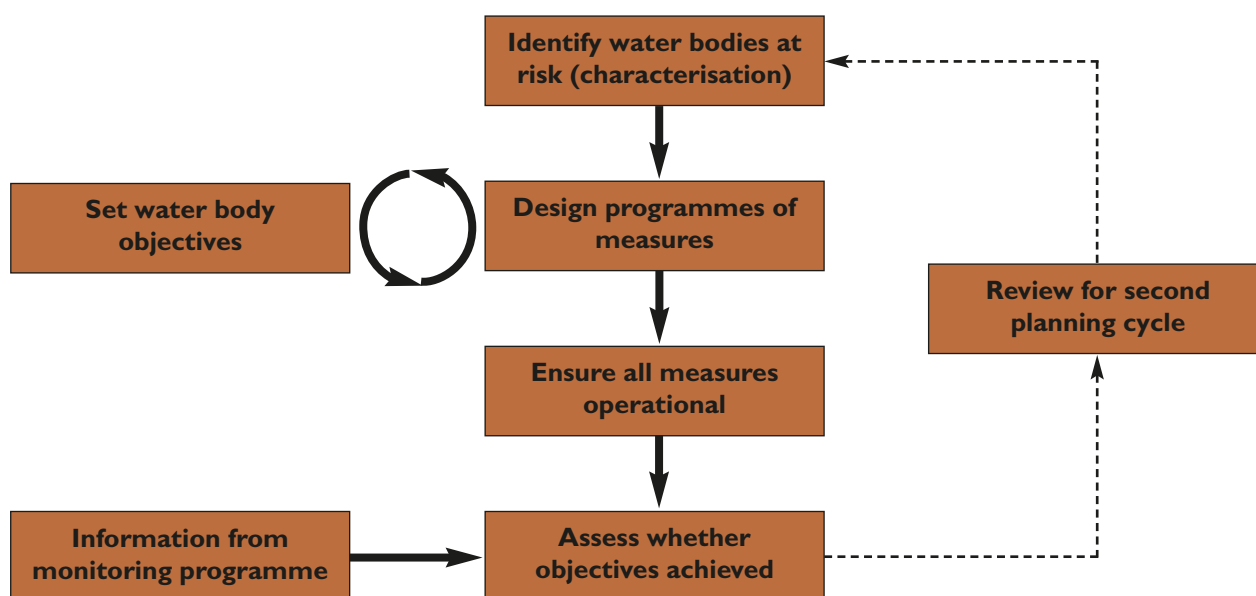 Identify water bodies at
risk (characterisation)
Set water body
objectives
Design programmes of
measures
Review for second
planning cycle
Ensure all measures
operational
Information from
monitoring programme
Assess whether
objectives achieved